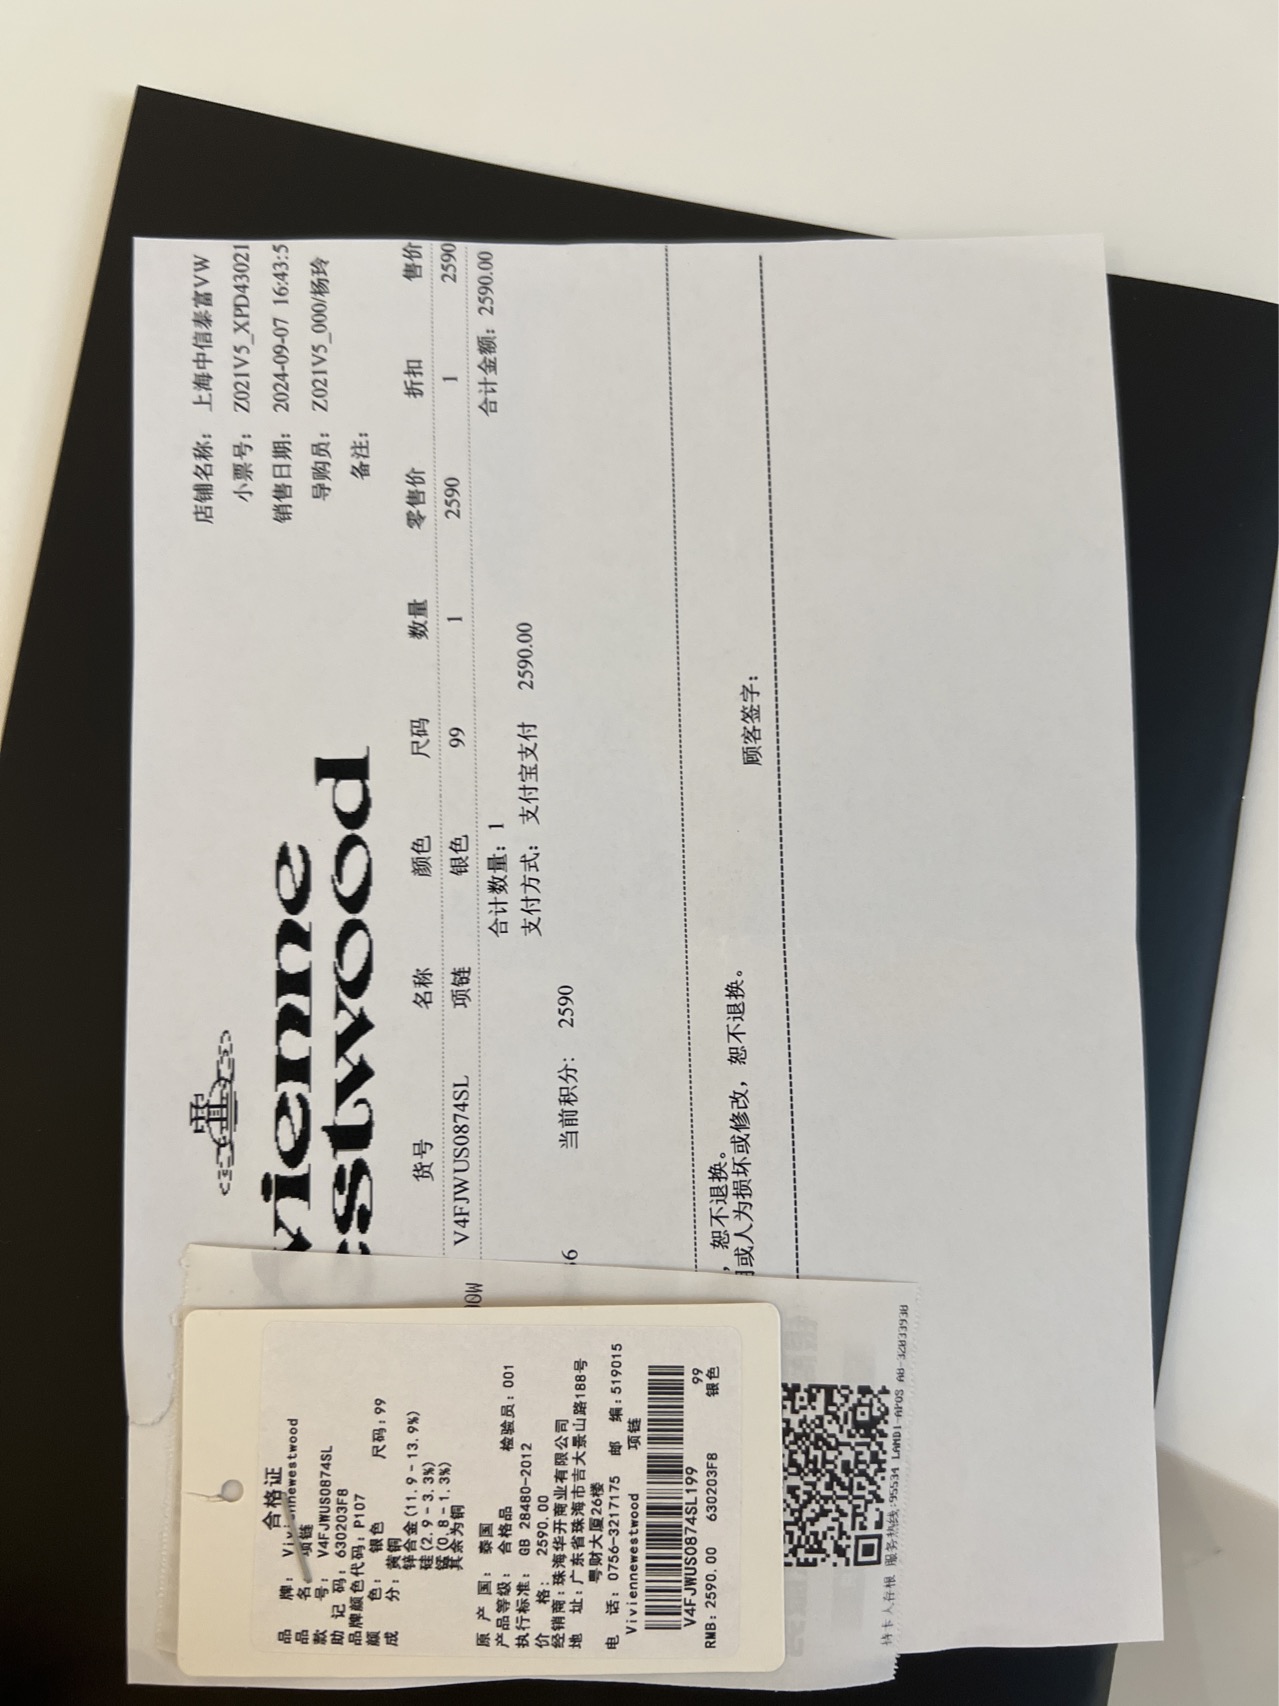 vienne
stwood
店铺名称： 上海中信泰富VW
小票号： Z021V5_XPD43021
销售日期： 2024-09-07 16:43:5
导购员： Z021V5_000/杨玲
备注：
货号 名称 颜色 尺码 数量 零售价 折扣 售价
V4FJWUS0874SL 项链 银色 99 1 2590 1 2590
合计数量：1 合计金额：2590.00
支付方式： 支付宝支付 2590.00
当前积分： 2590
，恕不退换。
或人为损坏或修改，恕不退换。
顾客签字：
合格证
品 牌： Viviennewestwood
品 名： 项链
款 号： V4FJWUS0874SL
助 记 码：630203F8
品牌颜色代码：P107
颜 色： 银色 尺码：99
成 分： 黄铜
锌合金(11.9-13.9%)
硅(2.9-3.3%)
(0.8-1.3%)
其余为铜
原 产 国： 泰国
产品等级： 合格品 检验员：001
执行标准： GB 28480-2012
价 格： 2590.00
经销商：珠海华开商业有限公司
地 址：广东省珠海市吉大景山路188号
粤财大厦26楼
电 话：0756-3217175 邮 编：519015
Viviennewestwood 项链
V4FJWUS0874SL199 99
RMB：2590.00 630203F8 银色
持卡人存根 服务热线:95534 LANDI-APOS